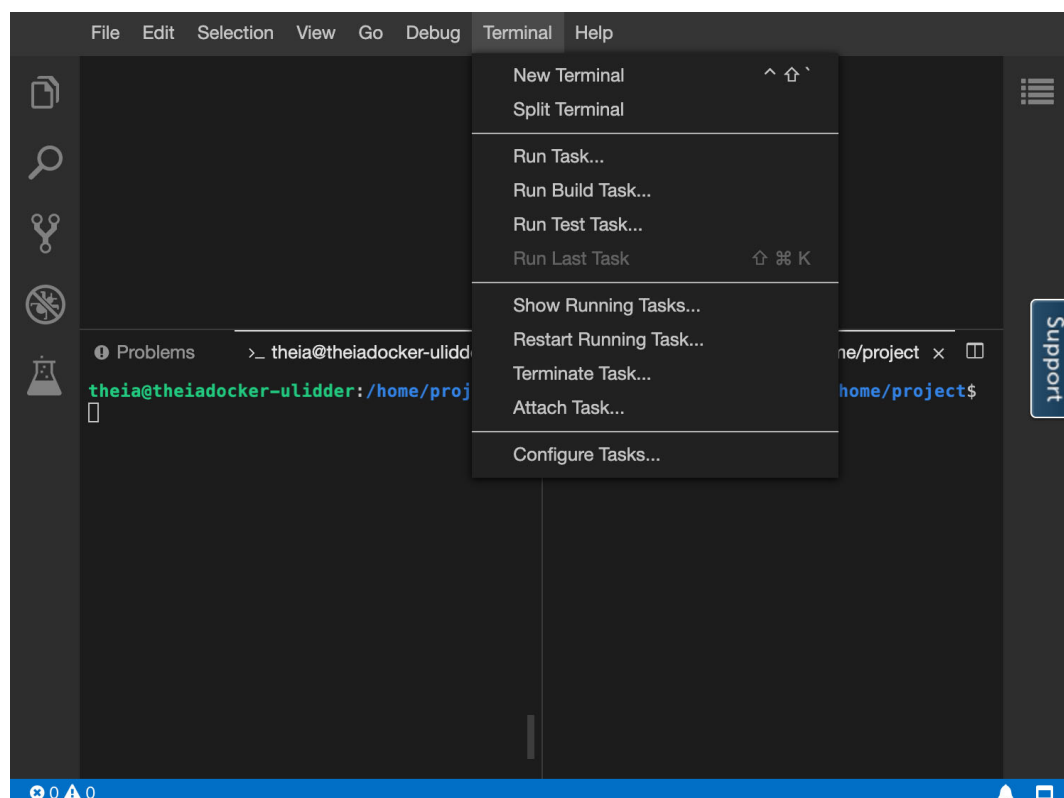 File Edit Selection View Go Debug Terminal Help
New Terminal ^ ⇧ `
Split Terminal
Run Task...
Run Build Task...
Run Test Task...
Run Last Task ⇧ ⌘ K
Show Running Tasks...
Restart Running Task...
Terminate Task...
Attach Task...
Configure Tasks...
Support
Problems >_ theia@theiadocker-ulidd
ne/project ×
theia@theiadocker-ulidder:/home/proj
home/project$
0 0